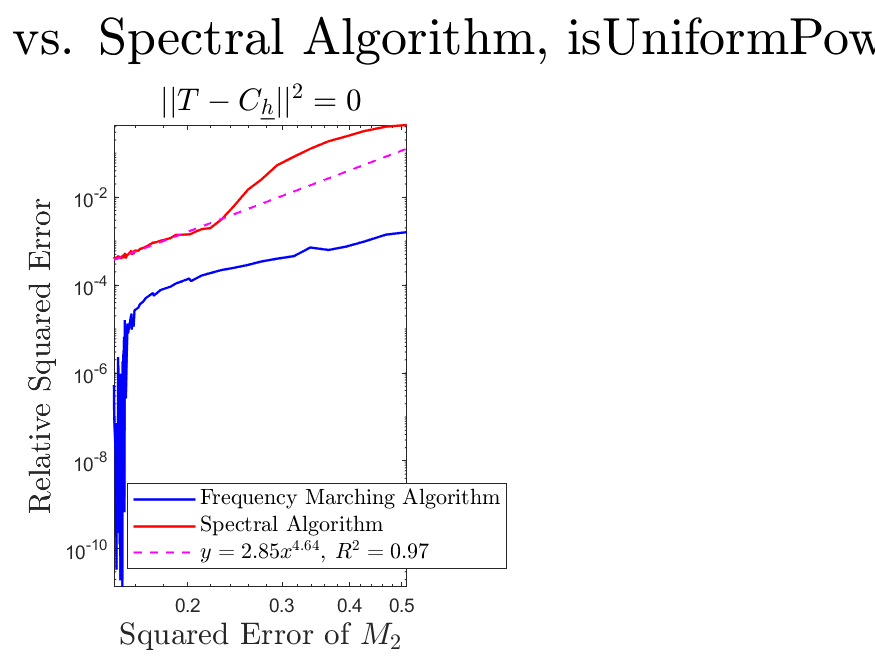 vs. Spectral Algorithm, isUniformPow
||T − C_h||^2 = 0
Relative Squared Error
10^-2
10^-4
10^-6
10^-8
10^-10
Frequency Marching Algorithm
Spectral Algorithm
y = 2.85x^4.64, R^2 = 0.97
0.2 0.3 0.4 0.5
Squared Error of M_2